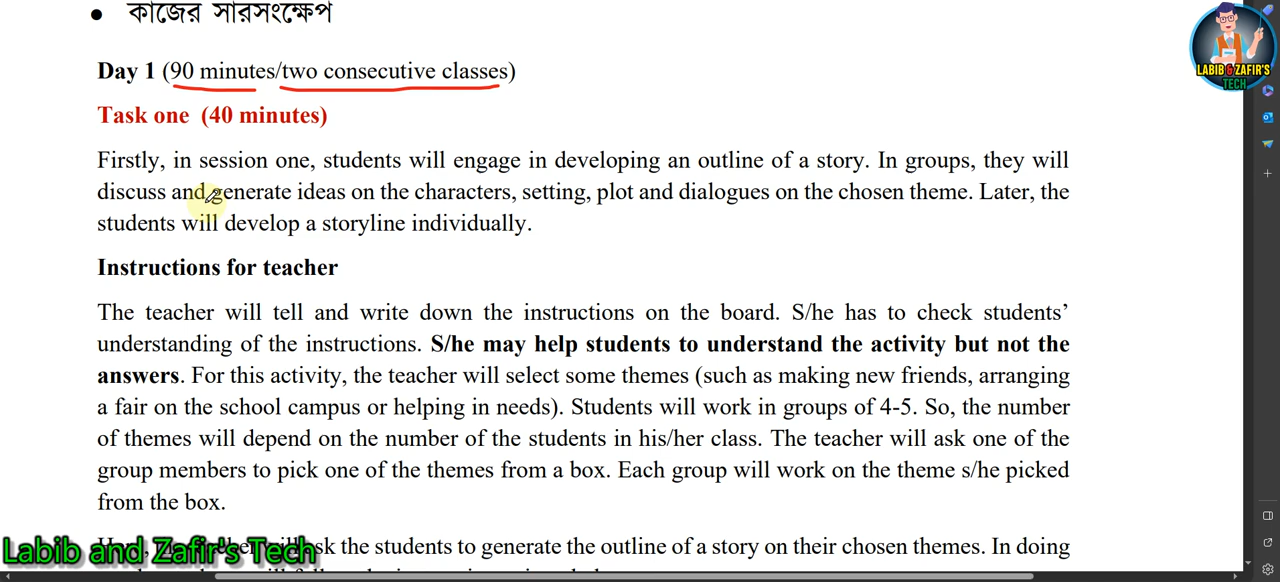 • কাজের সারসংক্ষেপ
LABIB & ZAFIR'S
TECH
Day 1 (90 minutes/two consecutive classes)
Task one (40 minutes)
Firstly, in session one, students will engage in developing an outline of a story. In groups, they will
discuss and generate ideas on the characters, setting, plot and dialogues on the chosen theme. Later, the
students will develop a storyline individually.
Instructions for teacher
The teacher will tell and write down the instructions on the board. S/he has to check students’
understanding of the instructions. S/he may help students to understand the activity but not the
answers. For this activity, the teacher will select some themes (such as making new friends, arranging
a fair on the school campus or helping in needs). Students will work in groups of 4-5. So, the number
of themes will depend on the number of the students in his/her class. The teacher will ask one of the
group members to pick one of the themes from a box. Each group will work on the theme s/he picked
from the box.
ask the students to generate the outline of a story on their chosen themes. In doing
Labib and Zafir's Tech